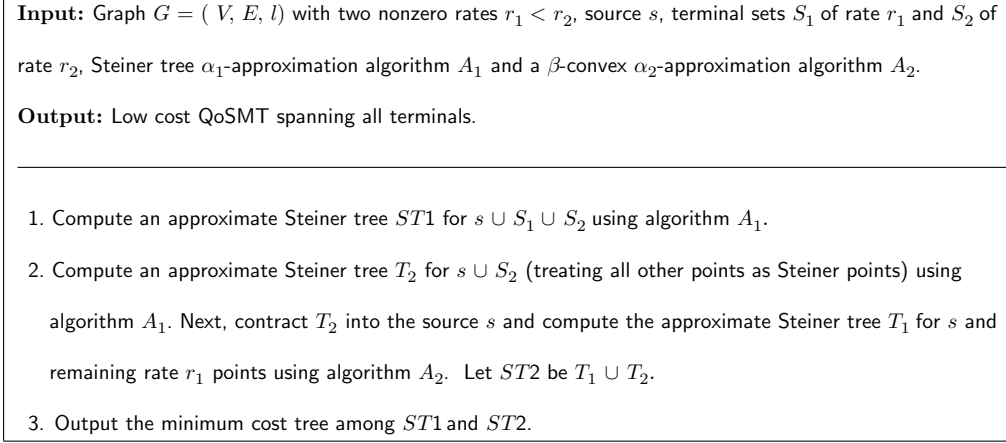 Input: Graph G = ( V, E, l) with two nonzero rates r₁ < r₂, source s, terminal sets S₁ of rate r₁ and S₂ of
rate r₂, Steiner tree α₁-approximation algorithm A₁ and a β-convex α₂-approximation algorithm A₂.
Output: Low cost QoSMT spanning all terminals.
1. Compute an approximate Steiner tree ST1 for s ∪ S₁ ∪ S₂ using algorithm A₁.
2. Compute an approximate Steiner tree T₂ for s ∪ S₂ (treating all other points as Steiner points) using
algorithm A₁. Next, contract T₂ into the source s and compute the approximate Steiner tree T₁ for s and
remaining rate r₁ points using algorithm A₂. Let ST2 be T₁ ∪ T₂.
3. Output the minimum cost tree among ST1 and ST2.